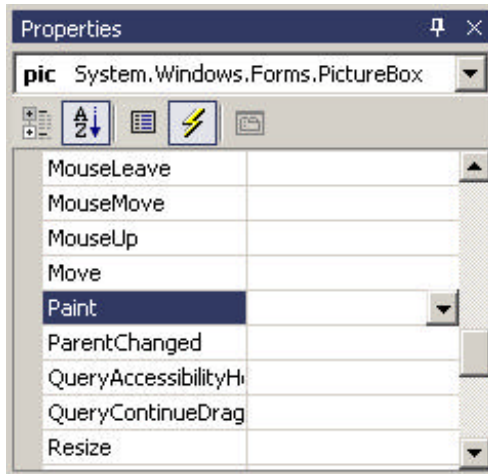 Properties
pic System.Windows.Forms.PictureBox
A
Z
MouseLeave
MouseMove
MouseUp
Move
Paint
ParentChanged
QueryAccessibilityH
QueryContinueDrag
Resize